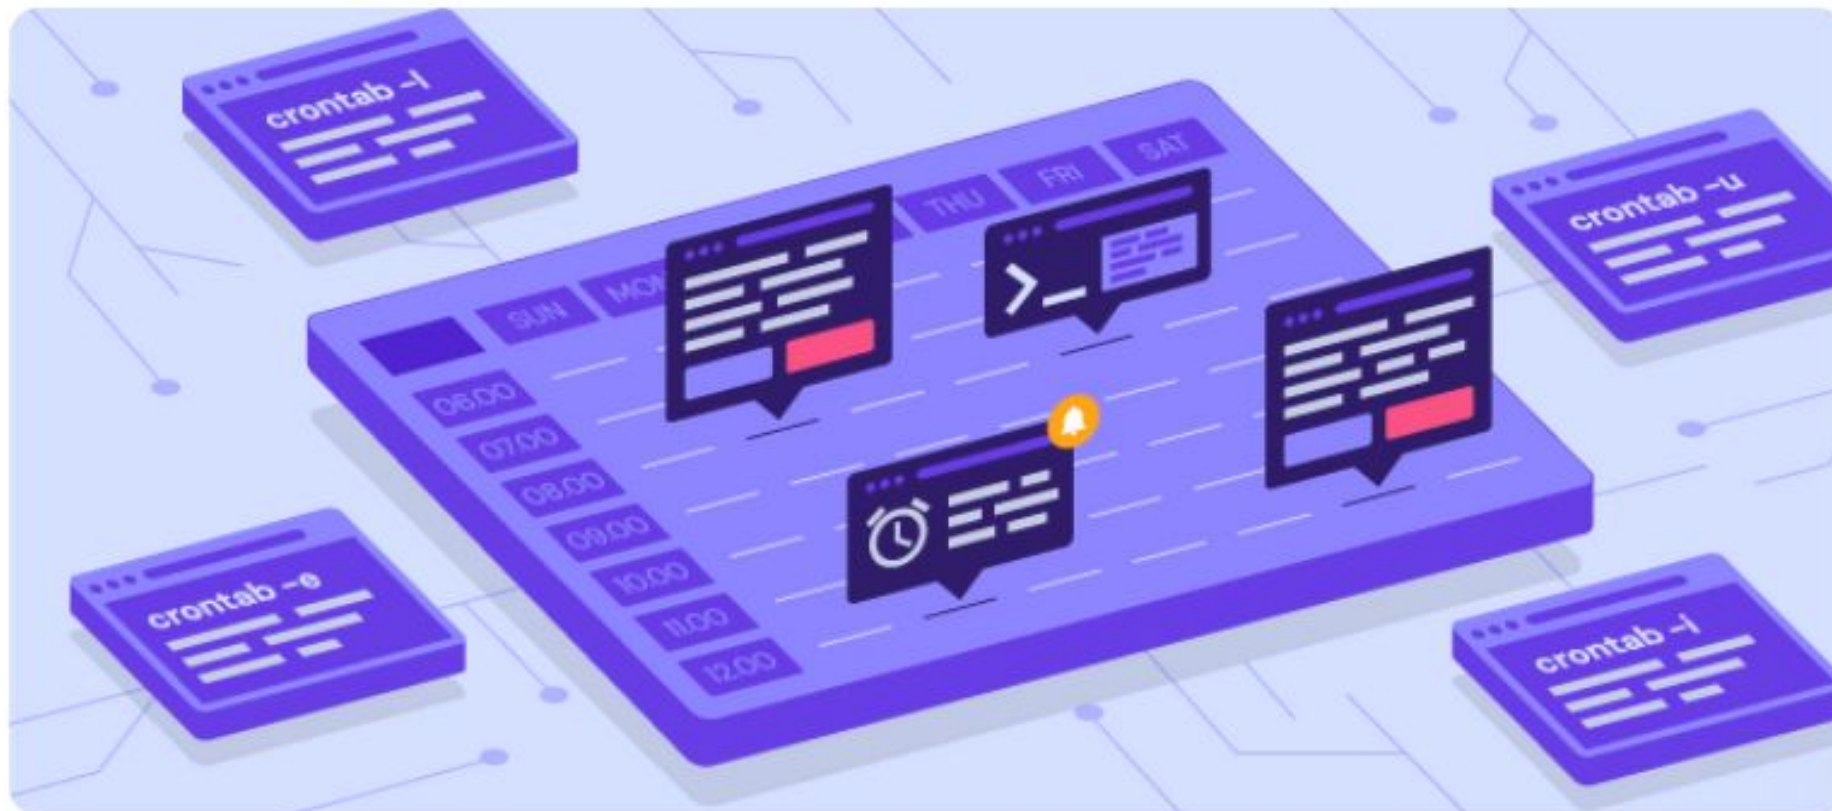 crontab -l
crontab -u
SUN MON THU FRI SAT
06.00
07.00
08.00
09.00
10.00
11.00
12.00
crontab -e
crontab -i